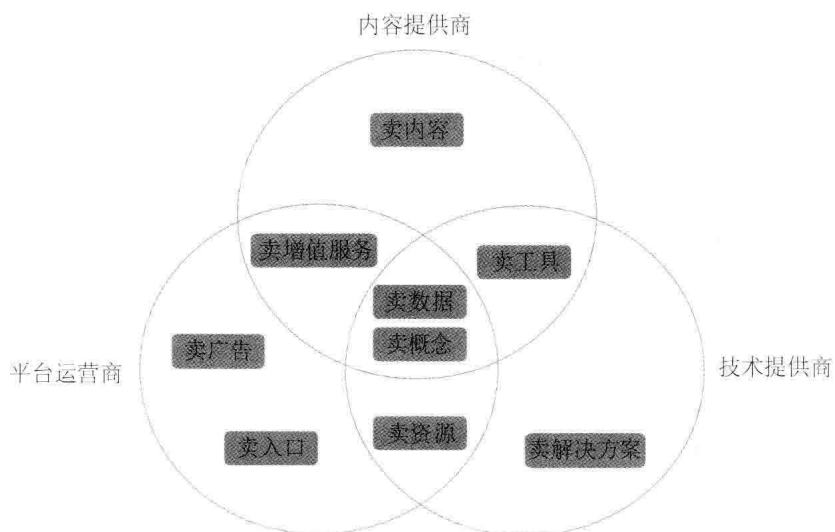 内容提供商
卖内容
卖增值服务
卖工具
卖数据
卖概念
卖广告
平台运营商
技术提供商
卖资源
卖入口
卖解决方案